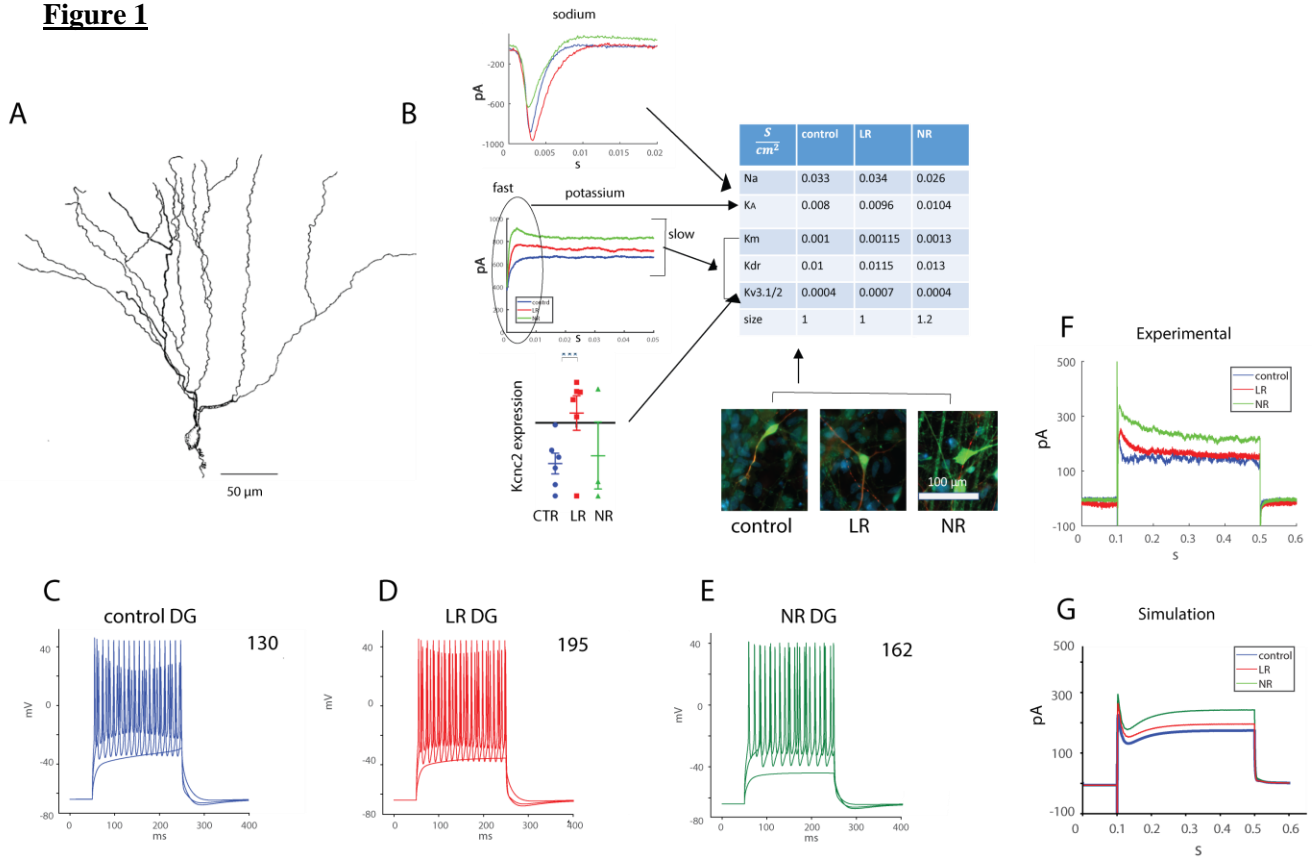 Figure 1
A
50 µm
B
sodium
pA
-200
-600
-1000
0
0.005
0.01
0.015
0.02
s
fast
potassium
slow
pA
1000
800
600
400
200
0
0
0.010
0.01
0.03
0.04
0.05
s
control
LR
NR
***
Kcnc2 expression
CTR LR NR
S/cm² control LR NR
Na 0.033 0.034 0.026
KA 0.008 0.0096 0.0104
Km 0.001 0.00115 0.0013
Kdr 0.01 0.0115 0.013
Kv3.1/2 0.0004 0.0007 0.0004
size 1 1 1.2
100 µm
control LR NR
F
Experimental
pA
500
300
100
-100
control
LR
NR
0 0.1 0.2 0.3 0.4 0.5 0.6
s
C
control DG
130
mV
40
0
-40
-80
0 100 200 300 400
ms
D
LR DG
195
mV
40
0
-40
-80
0 100 200 300 400
ms
E
NR DG
162
mV
40
0
-40
-80
0 100 200 300 400
ms
G
Simulation
pA
500
300
100
-100
control
LR
NR
0 0.1 0.2 0.3 0.4 0.5 0.6
s